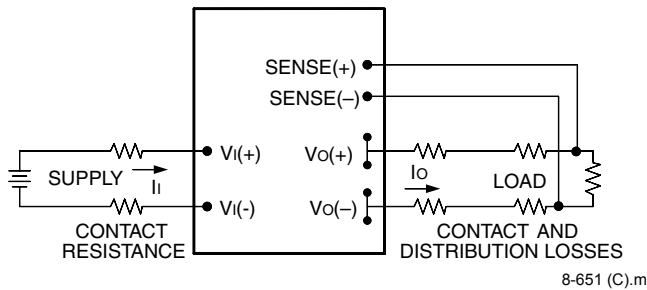 SENSE(+)
SENSE(–)
VI(+)
VO(+)
IO
SUPPLY
II
LOAD
VI(-)
VO(–)
CONTACT
RESISTANCE
CONTACT AND
DISTRIBUTION LOSSES
8-651 (C).m